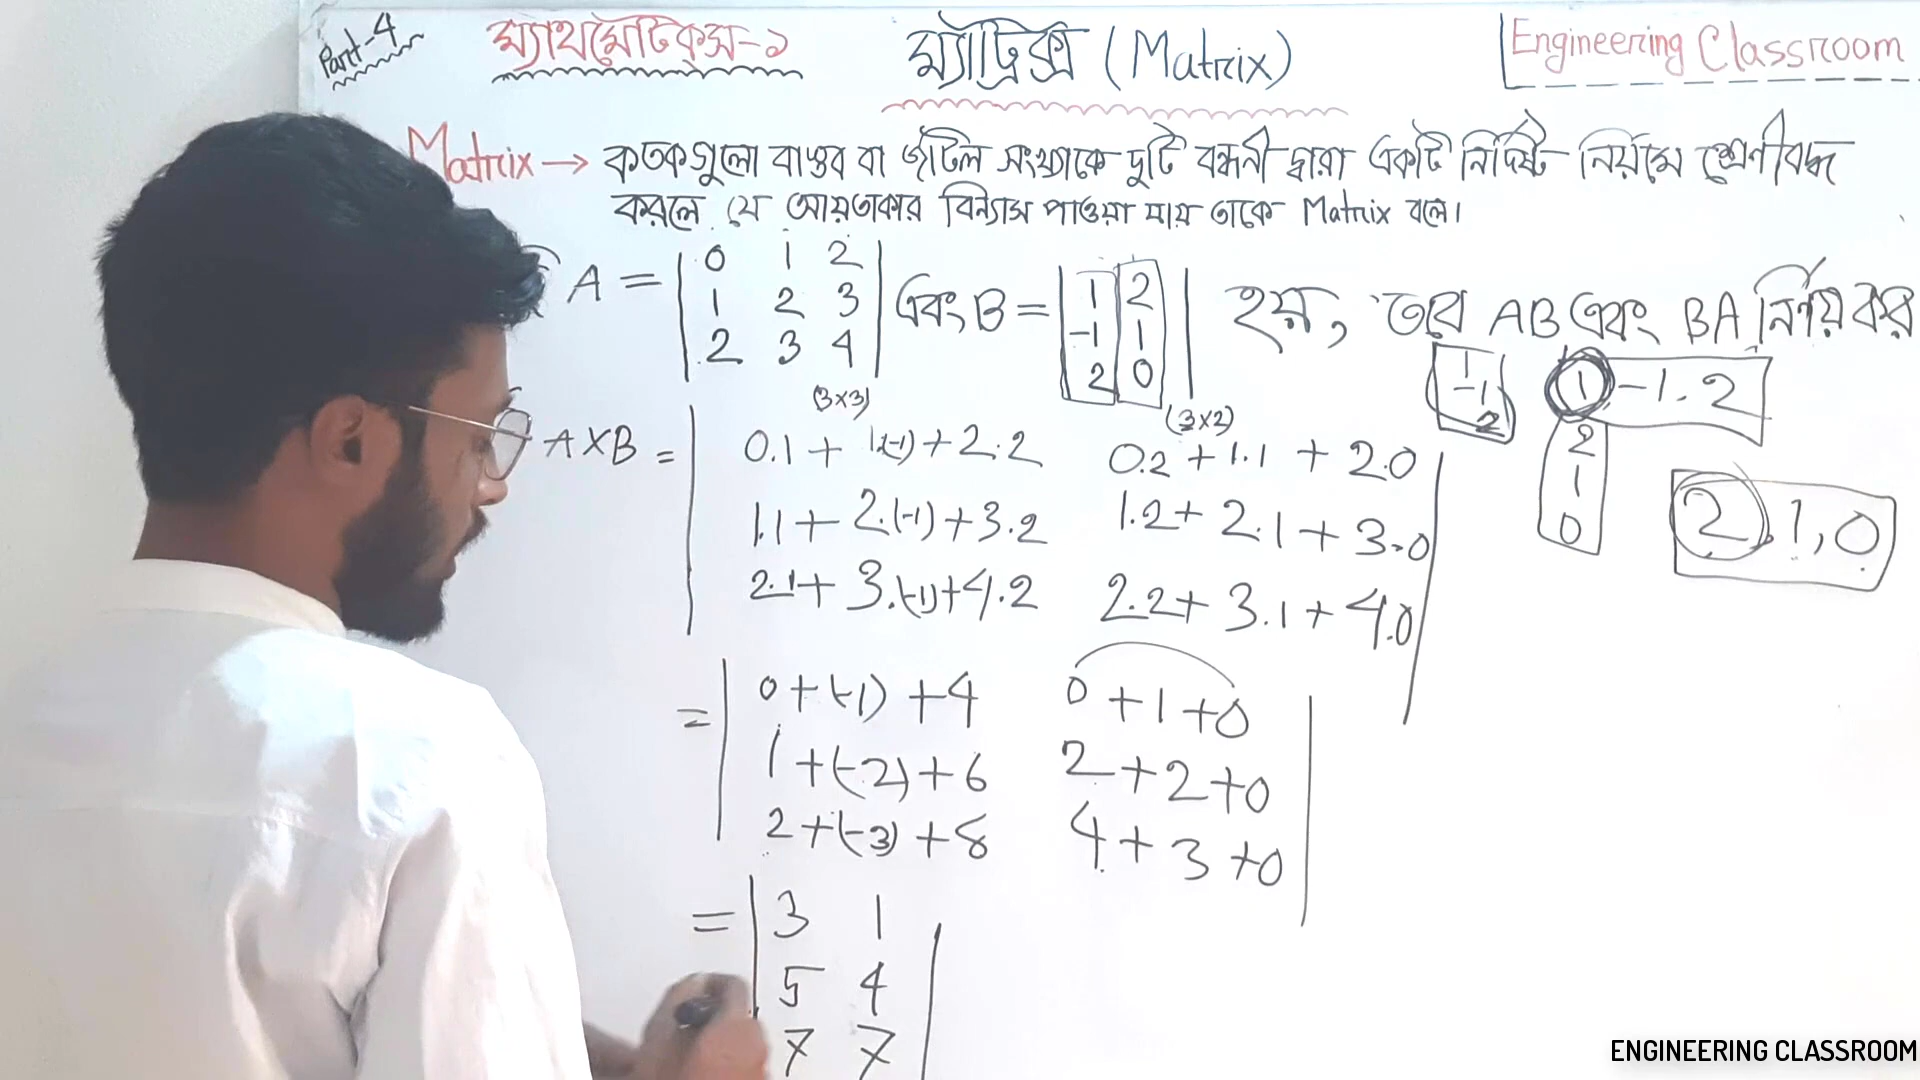 Part-4
ম্যাথমেটিকস-১
ম্যাট্রিক্স (Matrix)
Engineering Classroom
Matrix → কতকগুলো বাস্তব বা জটিল সংখ্যাকে দুটি বন্ধনী দ্বারা একটি নির্দিষ্ট নিয়মে শ্রেণীবদ্ধ
করলে যে আয়তাকার বিন্যাস পাওয়া যায় তাকে Matrix বলে।
A = | 0 1 2 | এবং B = | 1 2 | হয়, তবে AB এবং BA নির্ণয় কর
1 2 3 -1 1
2 3 4 2 0
(3×3) (3×2)
1 1 -1. 2
-1 2
2 1
0
2, 1, 0
A×B = | 0.1 + 1.(-1) + 2.2 0.2 + 1.1 + 2.0 |
1.1 + 2.(-1) + 3.2 1.2 + 2.1 + 3.0
2.1 + 3.(-1) + 4.2 2.2 + 3.1 + 4.0
= | 0 + (-1) + 4 0 + 1 + 0 |
1 + (-2) + 6 2 + 2 + 0
2 + (-3) + 8 4 + 3 + 0
= | 3 1 |
5 4
7 7
ENGINEERING CLASSROOM